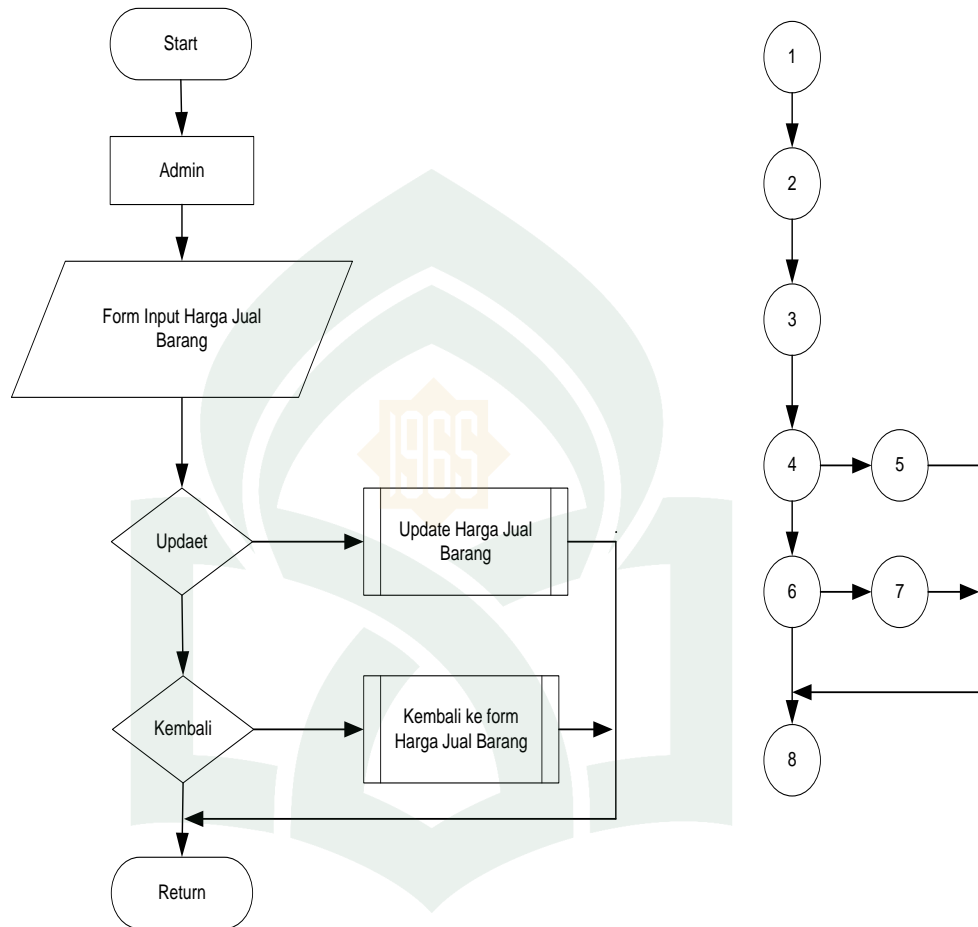 Start
Admin
Form Input Harga Jual
Barang
Updaet
Update Harga Jual
Barang
Kembali
Kembali ke form
Harga Jual Barang
Return
1
2
3
4
5
6
7
8
1965